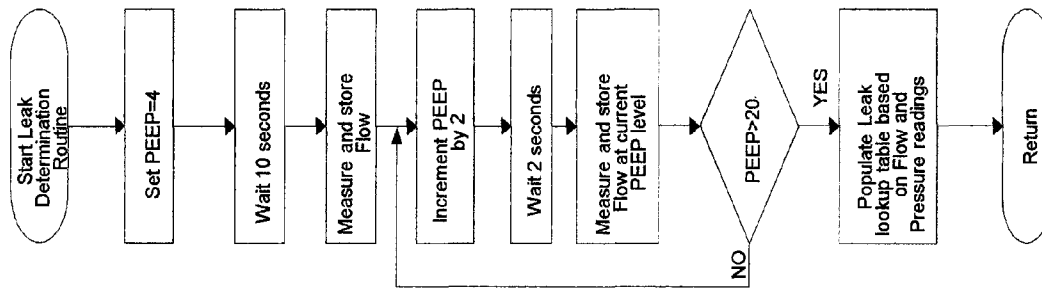 Start Leak
Determination
Routine
Set PEEP=4
Wait 10 seconds
Measure and store
Flow
Increment PEEP
by 2
Wait 2 seconds
Measure and store
Flow at current
PEEP level
PEEP>20
NO
YES
Populate Leak
lookup table based
on Flow and
Pressure readings
Return